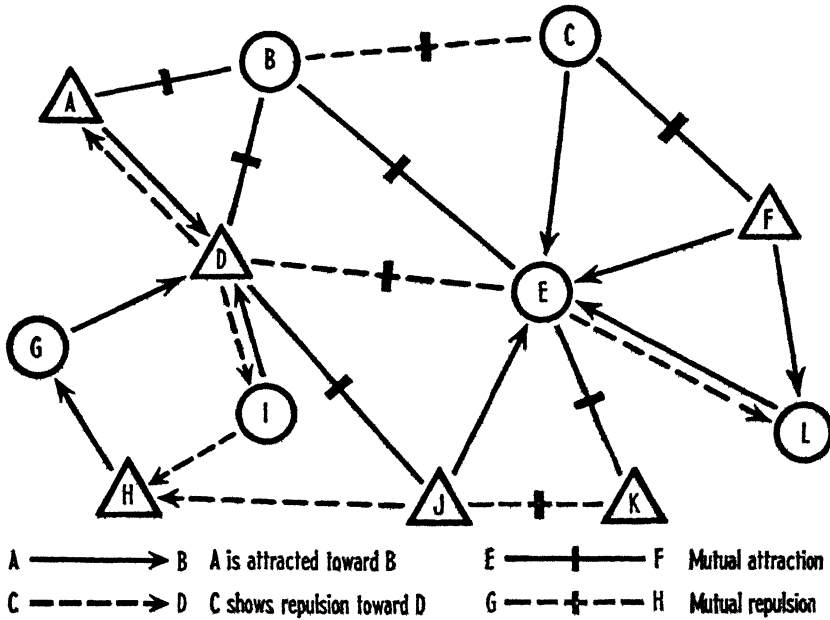 B
C
A
F
D
E
G
I
L
H
J
K
A B A is attracted toward B
E F Mutual attraction
C D C shows repulsion toward D
G H Mutual repulsion